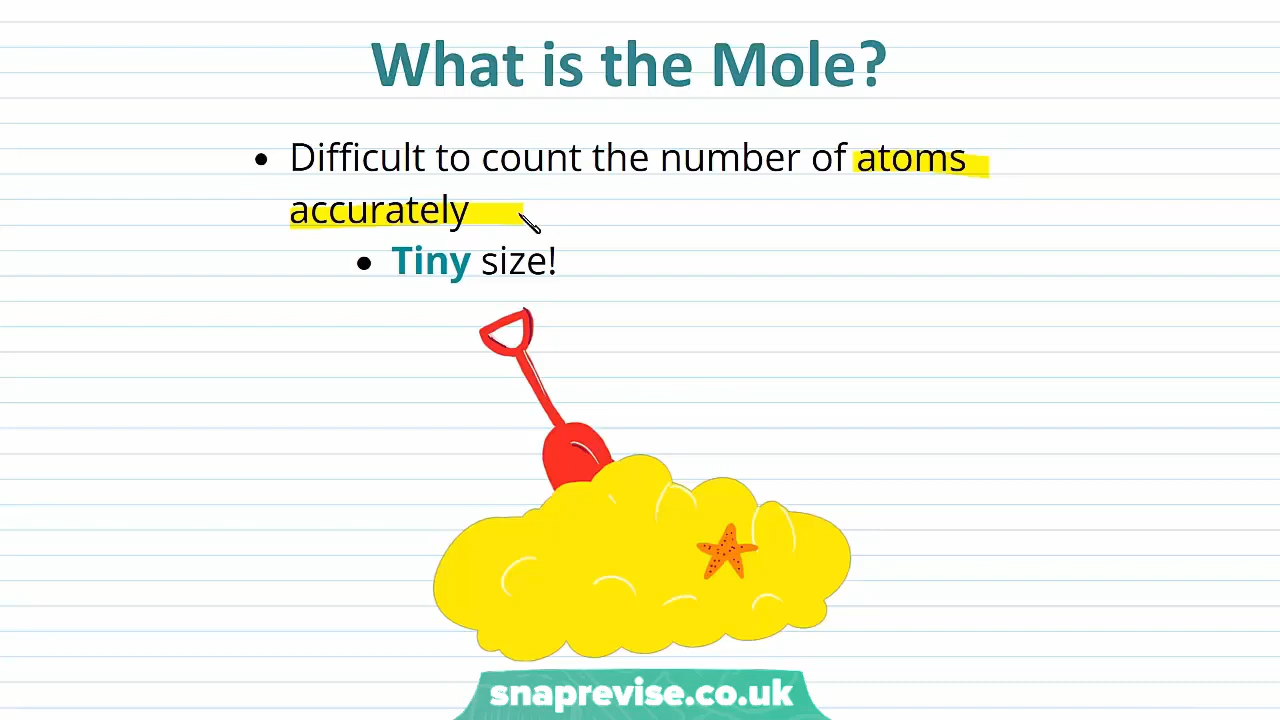 What is the Mole?
• Difficult to count the number of atoms
accurately
• Tiny size!
snaprevise.co.uk